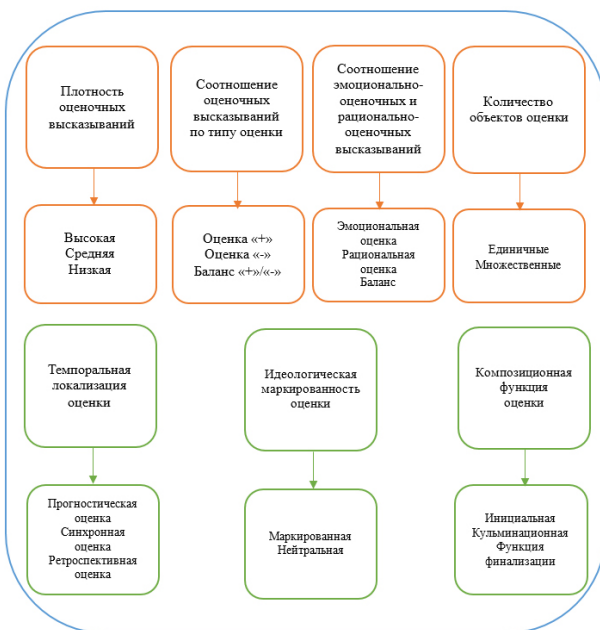 Плотность
оценочных
высказываний
Соотношение
оценочных
высказываний
по типу оценки
Соотношение
эмоционально-
оценочных и
рационально-
оценочных
высказываний
Количество
объектов оценки
Высокая
Средняя
Низкая
Оценка «+»
Оценка «-»
Баланс «+»/«-»
Эмоциональная
оценка
Рациональная
оценка
Баланс
Единичные
Множественные
Темпоральная
локализация
оценки
Идеологическая
маркированность
оценки
Композиционная
функция
оценки
Прогностическая
оценка
Синхронная
оценка
Ретроспективная
оценка
Маркированная
Нейтральная
Инициальная
Кульминационная
Функция
финализации